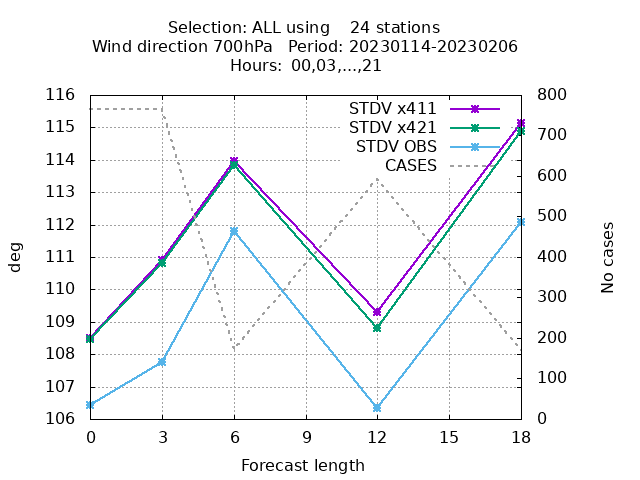 Selection: ALL using    24 stations
Wind direction 700hPa   Period: 20230114-20230206
Hours:  00,03,...,21
STDV x411
STDV x421
STDV OBS
CASES
116
115
114
113
112
111
110
109
108
107
106
800
700
600
500
400
300
200
100
0
deg
No cases
0 3 6 9 12 15 18
Forecast length